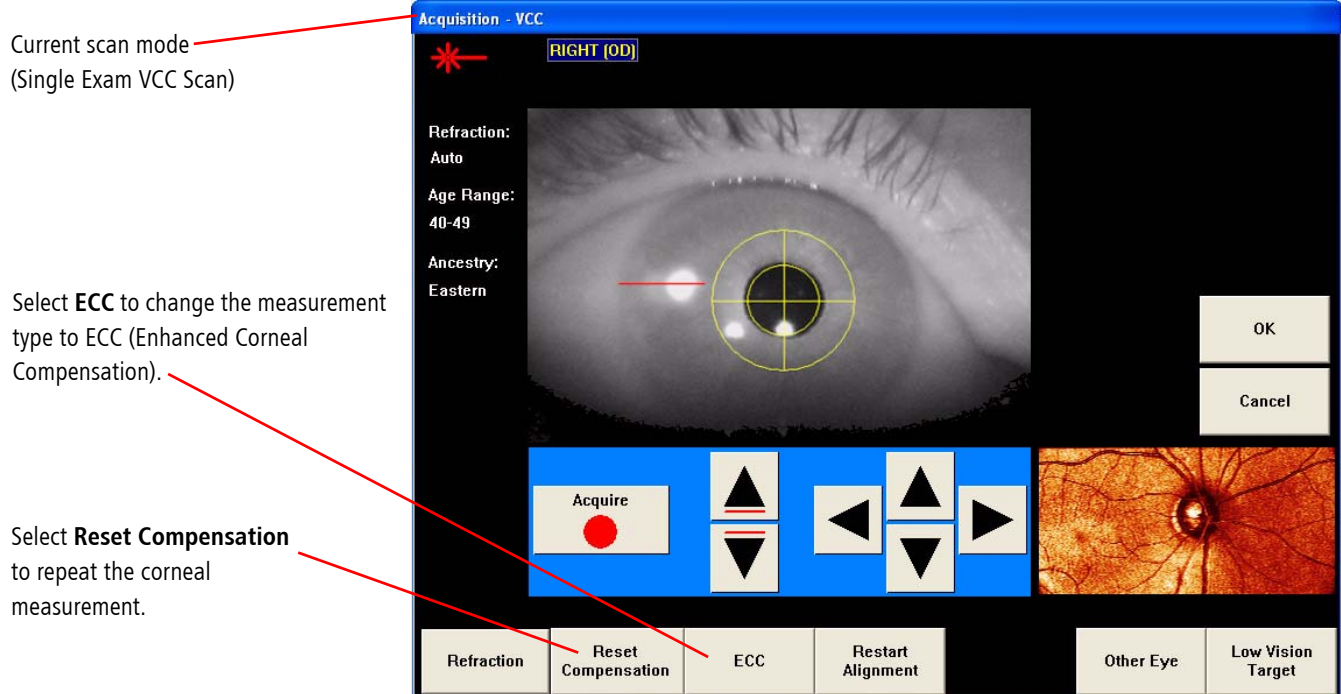 Acquisition - VCC
Current scan mode
(Single Exam VCC Scan)
RIGHT (OD)
Refraction:
Auto
Age Range:
40-49
Ancestry:
Eastern
Select ECC to change the measurement
type to ECC (Enhanced Corneal
Compensation).
OK
Cancel
Acquire
Select Reset Compensation
to repeat the corneal
measurement.
Refraction
Reset
Compensation
ECC
Restart
Alignment
Other Eye
Low Vision
Target